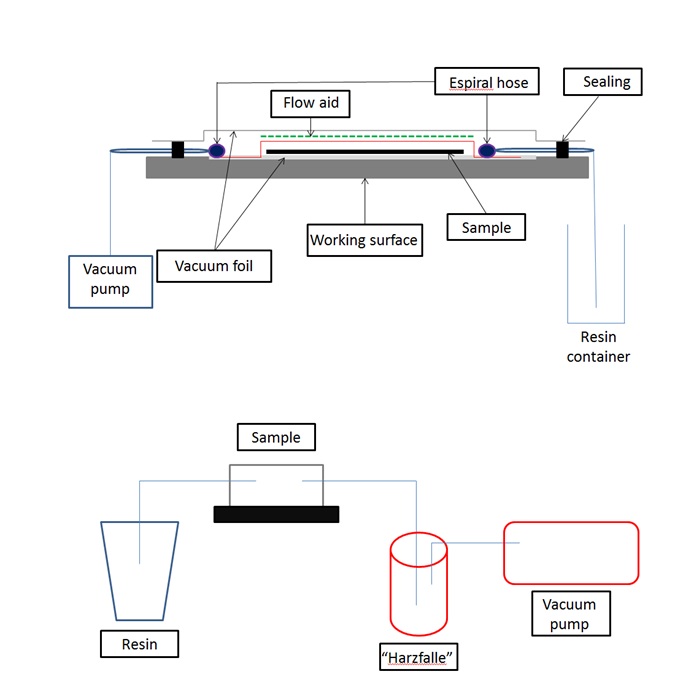 Espiral hose
Sealing
Flow aid
Sample
Working surface
Vacuum foil
Vacuum
pump
Resin
container
Sample
Resin
“Harzfalle”
Vacuum
pump